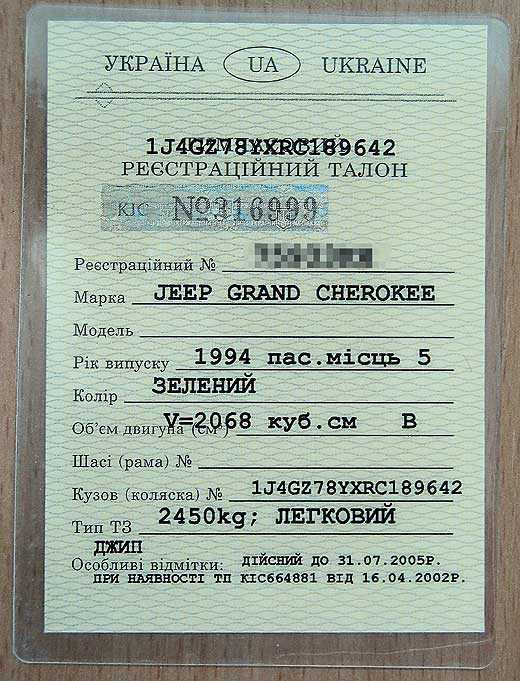 УКРАЇНА UA UKRAINE
1J4GZ78YXRC189642
РЕЄСТРАЦІЙНИЙ ТАЛОН
КІС №316999
Реєстраційний №
Марка JEEP GRAND CHEROKEE
Модель
Рік випуску 1994 пас.місць 5
Колір ЗЕЛЕНИЙ
Об'єм двигуна (см³) V=2068 куб.см В
Шасі (рама) №
Кузов (коляска) № 1J4GZ78YXRC189642
Тип ТЗ 2450kg; ЛЕГКОВИЙ
ДЖИП
Особливі відмітки: ДІЙСНИЙ ДО 31.07.2005Р.
ПРИ НАЯВНОСТІ ТП КІС664881 ВІД 16.04.2002Р.